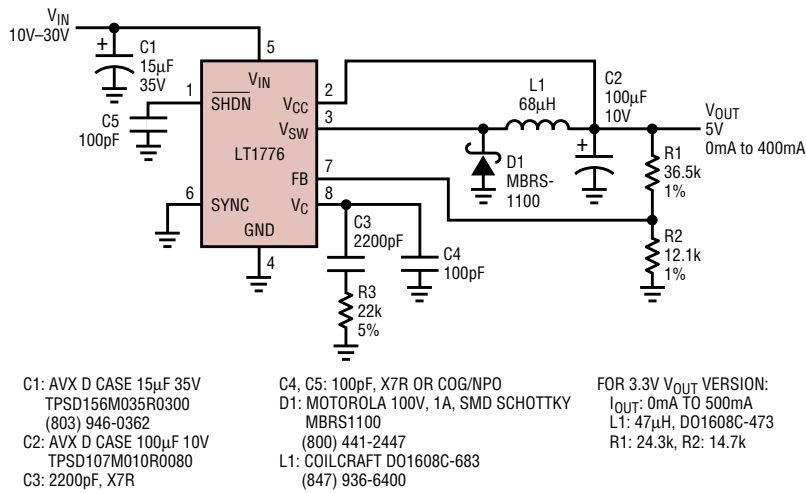 VIN
10V–30V
+
C1
15µF
35V
5
VIN
1
SHDN
C5
100pF
VCC
2
VSW
3
LT1776
FB
7
6
SYNC
VC
8
GND
4
L1
68µH
C2
100µF
10V
+
D1
MBRS-
1100
VOUT
5V
0mA to 400mA
R1
36.5k
1%
R2
12.1k
1%
C3
2200pF
C4
100pF
R3
22k
5%
C1: AVX D CASE 15µF 35V
TPSD156M035R0300
(803) 946-0362
C2: AVX D CASE 100µF 10V
TPSD107M010R0080
C3: 2200pF, X7R
C4, C5: 100pF, X7R OR COG/NPO
D1: MOTOROLA 100V, 1A, SMD SCHOTTKY
MBRS1100
(800) 441-2447
L1: COILCRAFT DO1608C-683
(847) 936-6400
FOR 3.3V VOUT VERSION:
IOUT: 0mA TO 500mA
L1: 47µH, DO1608C-473
R1: 24.3k, R2: 14.7k